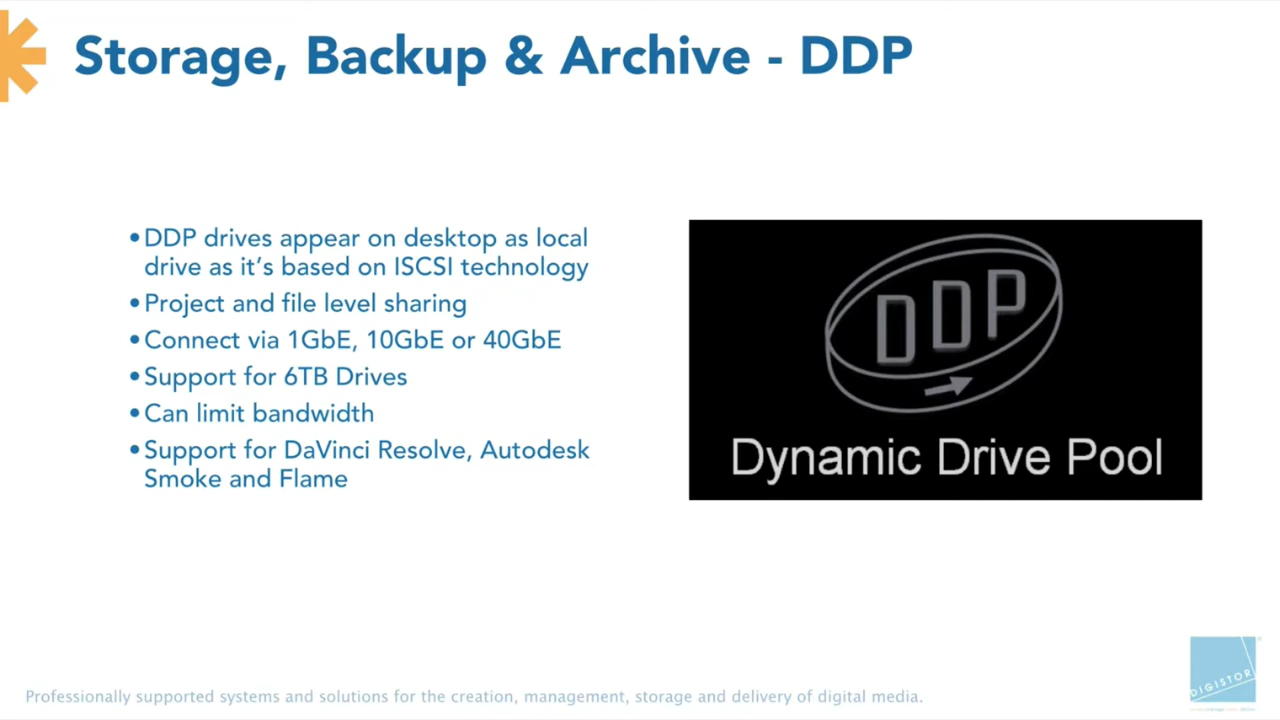 Storage, Backup & Archive - DDP
•DDP drives appear on desktop as local
drive as it's based on ISCSI technology
•Project and file level sharing
•Connect via 1GbE, 10GbE or 40GbE
•Support for 6TB Drives
•Can limit bandwidth
•Support for DaVinci Resolve, Autodesk
Smoke and Flame
DDP
Dynamic Drive Pool
DIGISTOR
Professionally supported systems and solutions for the creation, management, storage and delivery of digital media.